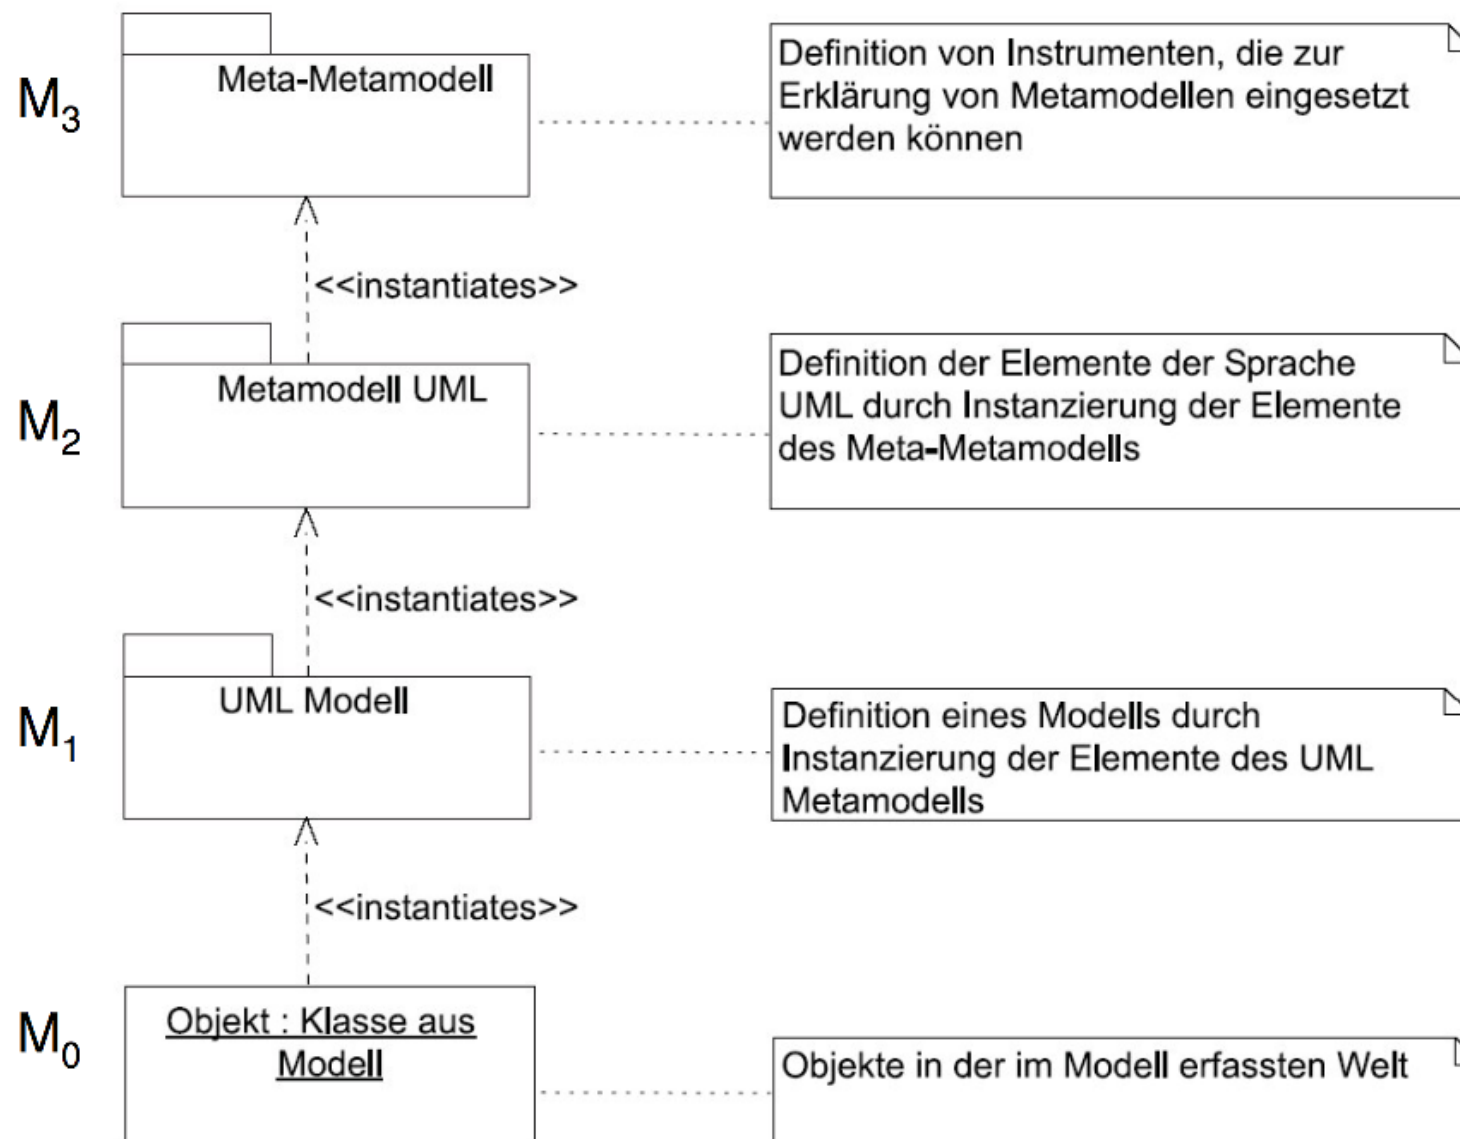 M3
Meta-Metamodell
Definition von Instrumenten, die zur
Erklärung von Metamodellen eingesetzt
werden können
<<instantiates>>
M2
Metamodell UML
Definition der Elemente der Sprache
UML durch Instanzierung der Elemente
des Meta-Metamodells
<<instantiates>>
M1
UML Modell
Definition eines Modells durch
Instanzierung der Elemente des UML
Metamodells
<<instantiates>>
M0
Objekt : Klasse aus
Modell
Objekte in der im Modell erfassten Welt